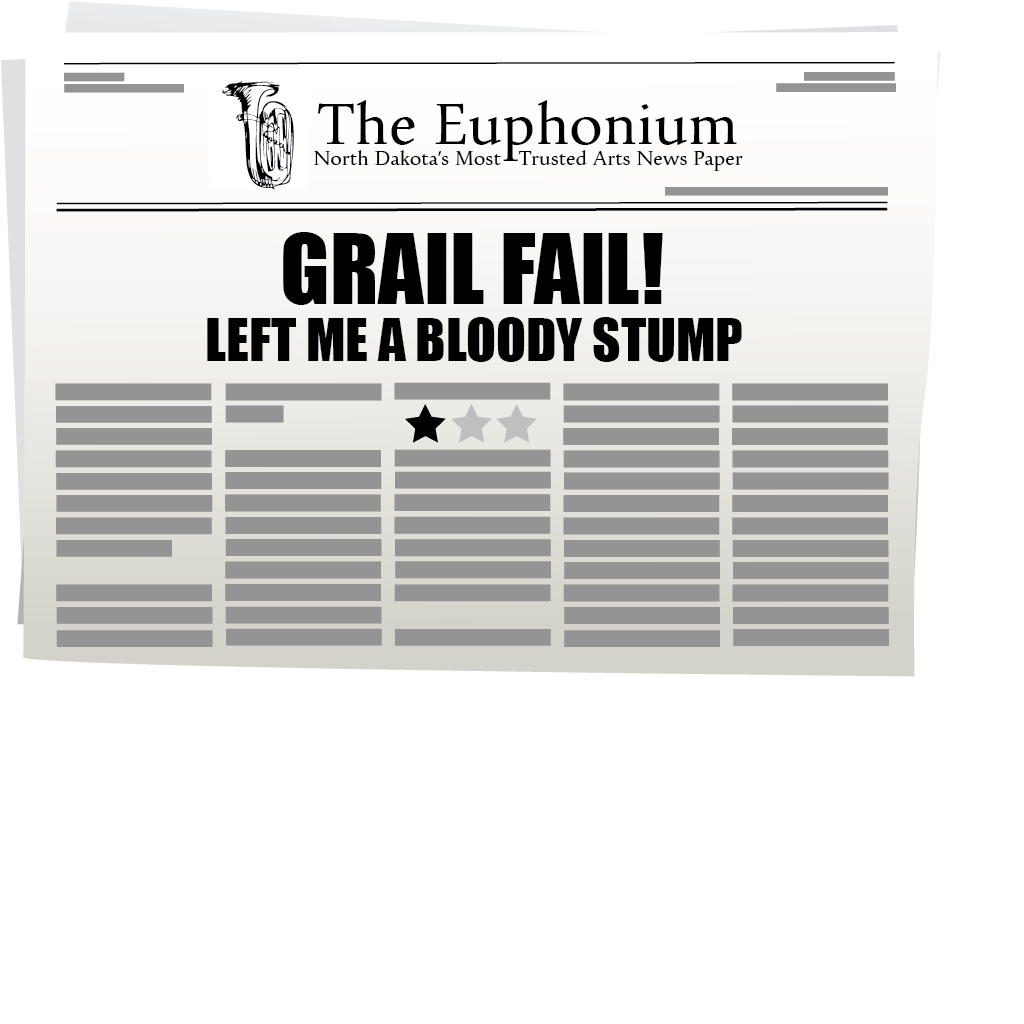 The Euphonium
North Dakota's Most Trusted Arts News Paper
GRAIL FAIL!
LEFT ME A BLOODY STUMP